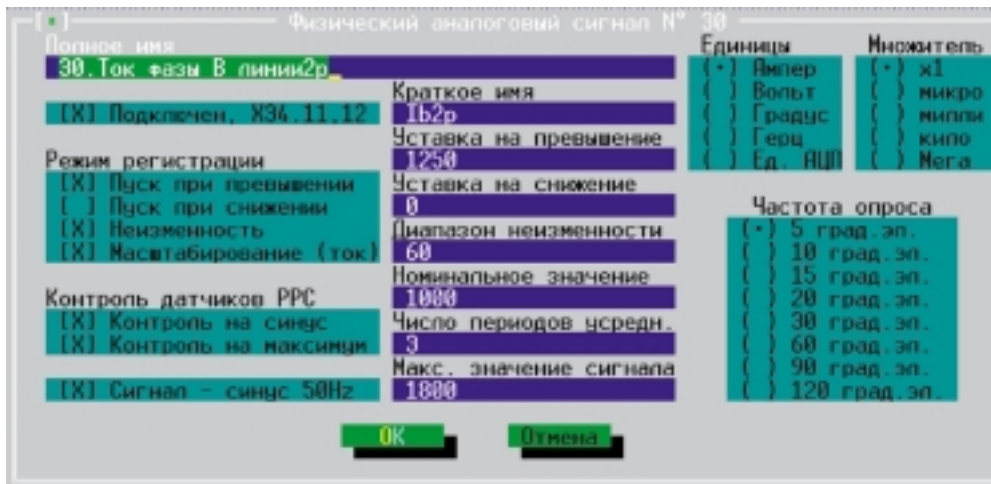 [•] Физический аналоговый сигнал N° 30
Полное имя
30.Ток фазы В линии2р
[X] Подключен, X34.11,12
Режим регистрации
[X] Пуск при превышении
[ ] Пуск при снижении
[X] Неизменность
[X] Масштабирование (ток)
Контроль датчиков РРС
[X] Контроль на синус
[X] Контроль на максимум
[X] Сигнал - синус 50Hz
Краткое имя
Ib2p
Уставка на превышение
1250
Уставка на снижение
0
Диапазон неизменности
60
Номинальное значение
1000
Число периодов усредн.
3
Макс. значение сигнала
1800
Единицы
(•) Ампер
( ) Вольт
( ) Градус
( ) Герц
( ) Ед. АЦП
Множитель
(•) x1
( ) микро
( ) милли
( ) кило
( ) Мега
Частота опроса
(•) 5 град.эл.
( ) 10 град.эл.
( ) 15 град.эл.
( ) 20 град.эл.
( ) 30 град.эл.
( ) 60 град.эл.
( ) 90 град.эл.
( ) 120 град.эл.
OK
Отмена